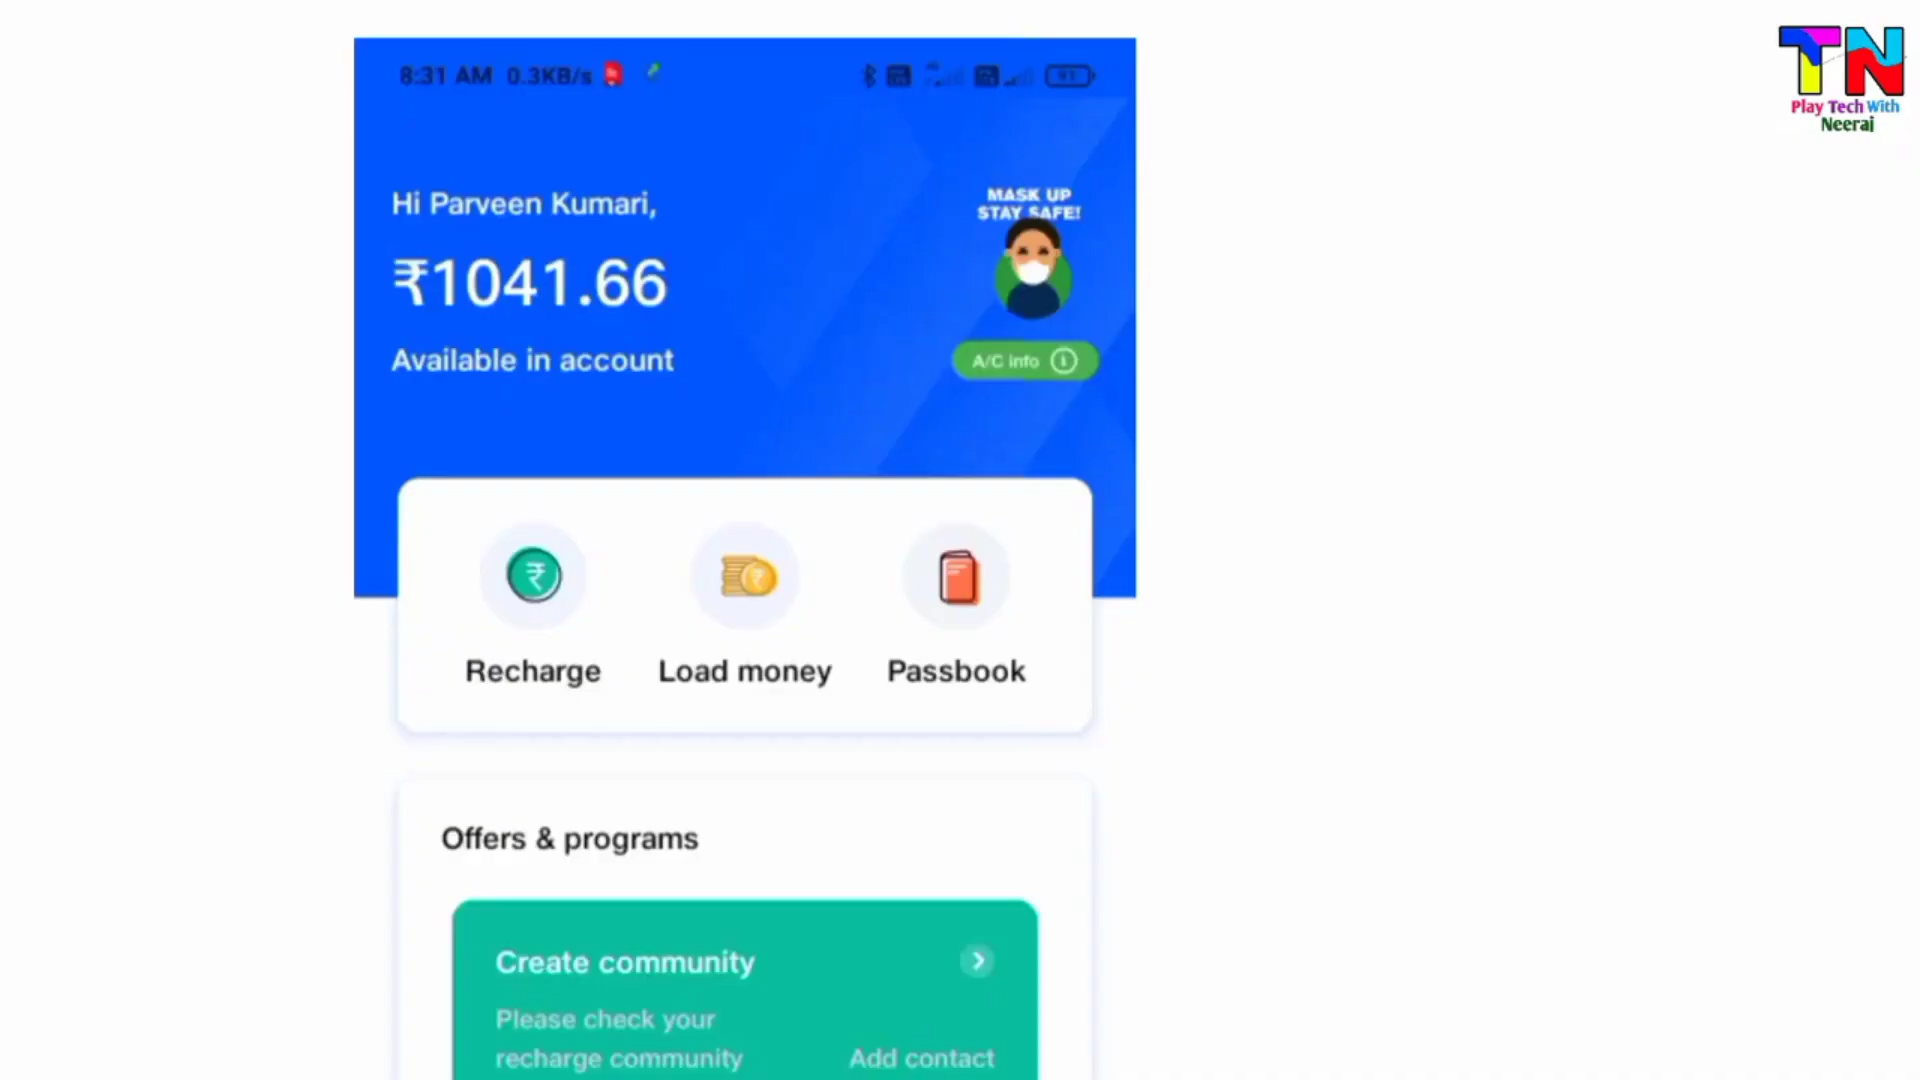 8:31 AM 0.3KB/s
91
TN
Play Tech With
Neeraj
Hi Parveen Kumari,
MASK UP
STAY SAFE!
₹1041.66
Available in account
A/C info
Recharge
Load money
Passbook
Offers & programs
Create community
Please check your
recharge community
Add contact